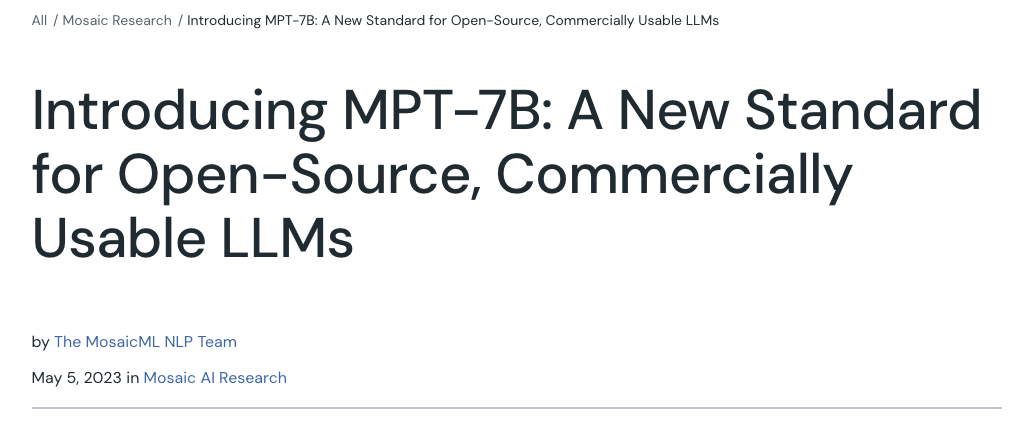 All / Mosaic Research / Introducing MPT-7B: A New Standard for Open-Source, Commercially Usable LLMs
Introducing MPT-7B: A New Standard
for Open-Source, Commercially
Usable LLMs
by The MosaicML NLP Team
May 5, 2023 in Mosaic AI Research